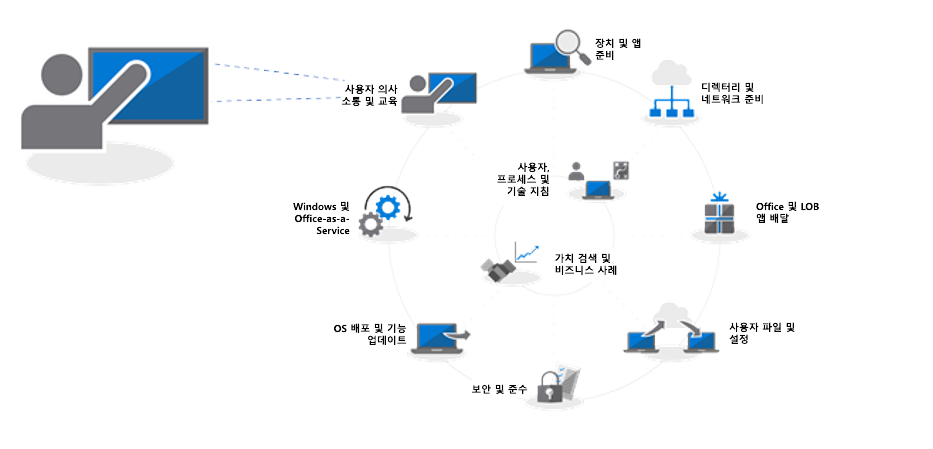 장치 및 앱
준비
디렉터리 및
네트워크 준비
사용자 의사
소통 및 교육
사용자,
프로세스 및
기술 지침
Windows 및
Office-as-a-
Service
Office 및 LOB
앱 배달
가치 검색 및
비즈니스 사례
OS 배포 및 기능
업데이트
사용자 파일 및
설정
보안 및 준수